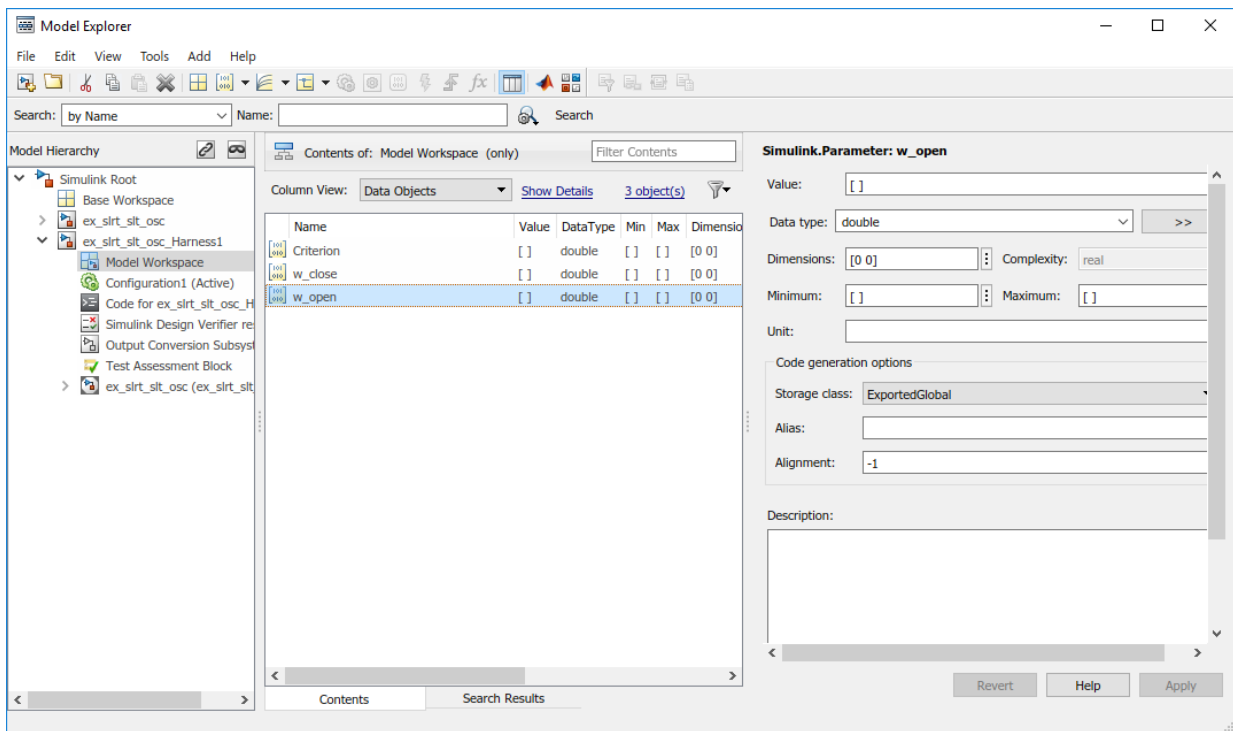 Model Explorer
File Edit View Tools Add Help
Search: by Name Name: Search
Model Hierarchy
Simulink Root
Base Workspace
ex_slrt_slt_osc
ex_slrt_slt_osc_Harness1
Model Workspace
Configuration1 (Active)
Code for ex_slrt_slt_osc_H
Simulink Design Verifier re
Output Conversion Subsyst
Test Assessment Block
ex_slrt_slt_osc (ex_slrt_slt
Contents of: Model Workspace (only) Filter Contents
Column View: Data Objects Show Details 3 object(s)
Name Value DataType Min Max Dimensio
Criterion [ ] double [ ] [ ] [0 0]
w_close [ ] double [ ] [ ] [0 0]
w_open [ ] double [ ] [ ] [0 0]
Contents Search Results
Simulink.Parameter: w_open
Value: [ ]
Data type: double >>
Dimensions: [0 0] Complexity: real
Minimum: [ ] Maximum: [ ]
Unit:
Code generation options
Storage class: ExportedGlobal
Alias:
Alignment: -1
Description:
Revert Help Apply